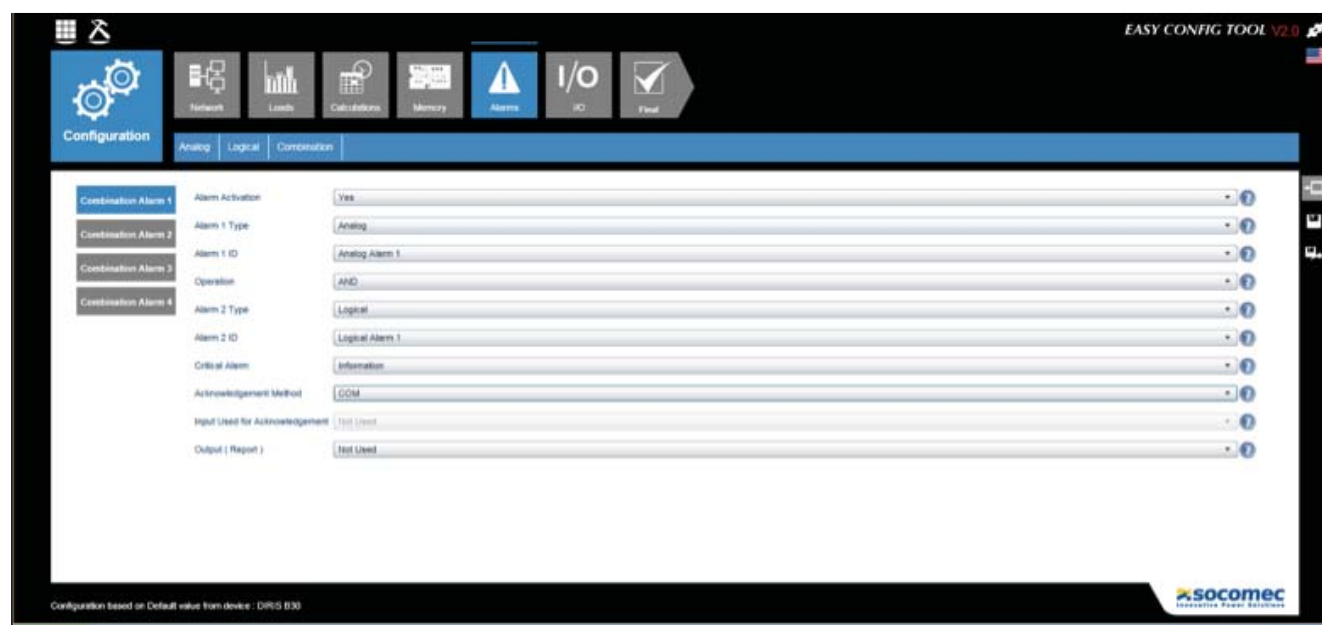 EASY CONFIG TOOL V2.0
Configuration
Network
Loads
Calculations
Memory
Alarms
I/O
I/O
Final
Analog
Logical
Combination
Combination Alarm 1
Combination Alarm 2
Combination Alarm 3
Combination Alarm 4
Alarm Activation Yes
Alarm 1 Type Analog
Alarm 1 ID Analog Alarm 1
Operation AND
Alarm 2 Type Logical
Alarm 2 ID Logical Alarm 1
Critical Alarm Information
Acknowledgement Method COM
Input Used for Acknowledgement Not Used
Output ( Report ) Not Used
Configuration based on Default value from device : DIRIS B30
socomec
Innovative Power Solutions